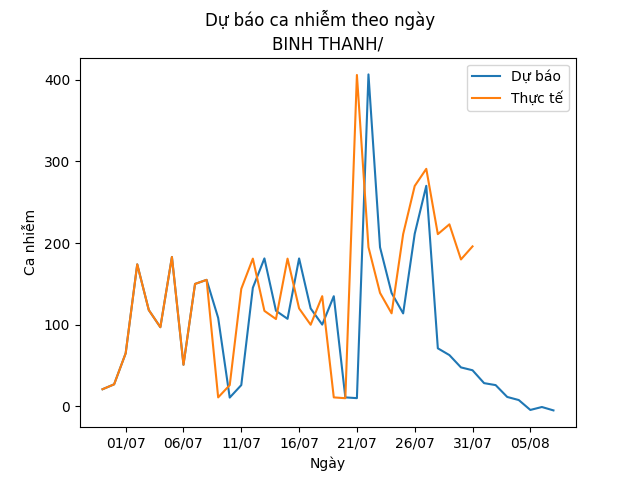 Dự báo ca nhiễm theo ngày
BINH THANH/
Dự báo
Thực tế
Ca nhiễm
400
300
200
100
0
01/07 06/07 11/07 16/07 21/07 26/07 31/07 05/08
Ngày